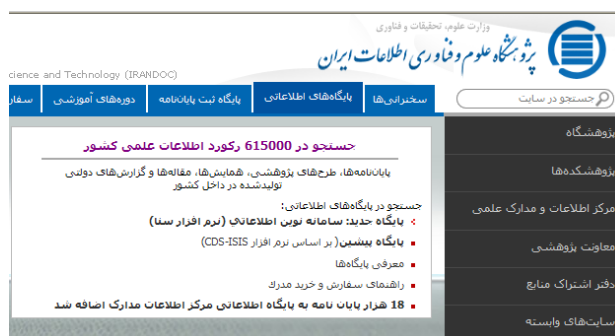 وزارت علوم، تحقیقات و فناوری
پژوهشگاه علوم و فناوری اطلاعات ایران
cience and Technology (IRANDOC)
جستجو در سایت
سخنرانی‌ها
پایگاه‌های اطلاعاتی
پایگاه ثبت پایان‌نامه
دوره‌های آموزشی
سفار
پژوهشگاه
پژوهشکده‌ها
مرکز اطلاعات و مدارک علمی
معاونت پژوهشی
دفتر اشتراک منابع
سایت‌های وابسته
جستجو در 615000 رکورد اطلاعات علمی کشور
پایان‌نامه‌ها، طرح‌های پژوهشی، همایش‌ها، مقاله‌ها و گزارش‌های دولتی
تولیدشده در داخل کشور
جستجو در پایگاه‌های اطلاعاتی:
پایگاه جدید: سامانه نوین اطلاعاتی (نرم افزار سنا)
پایگاه پیشین( بر اساس نرم افزار CDS-ISIS)
معرفی پایگاه‌ها
راهنمای سفارش و خرید مدرك
18 هزار پایان نامه به پایگاه اطلاعاتی مرکز اطلاعات مدارک اضافه شد